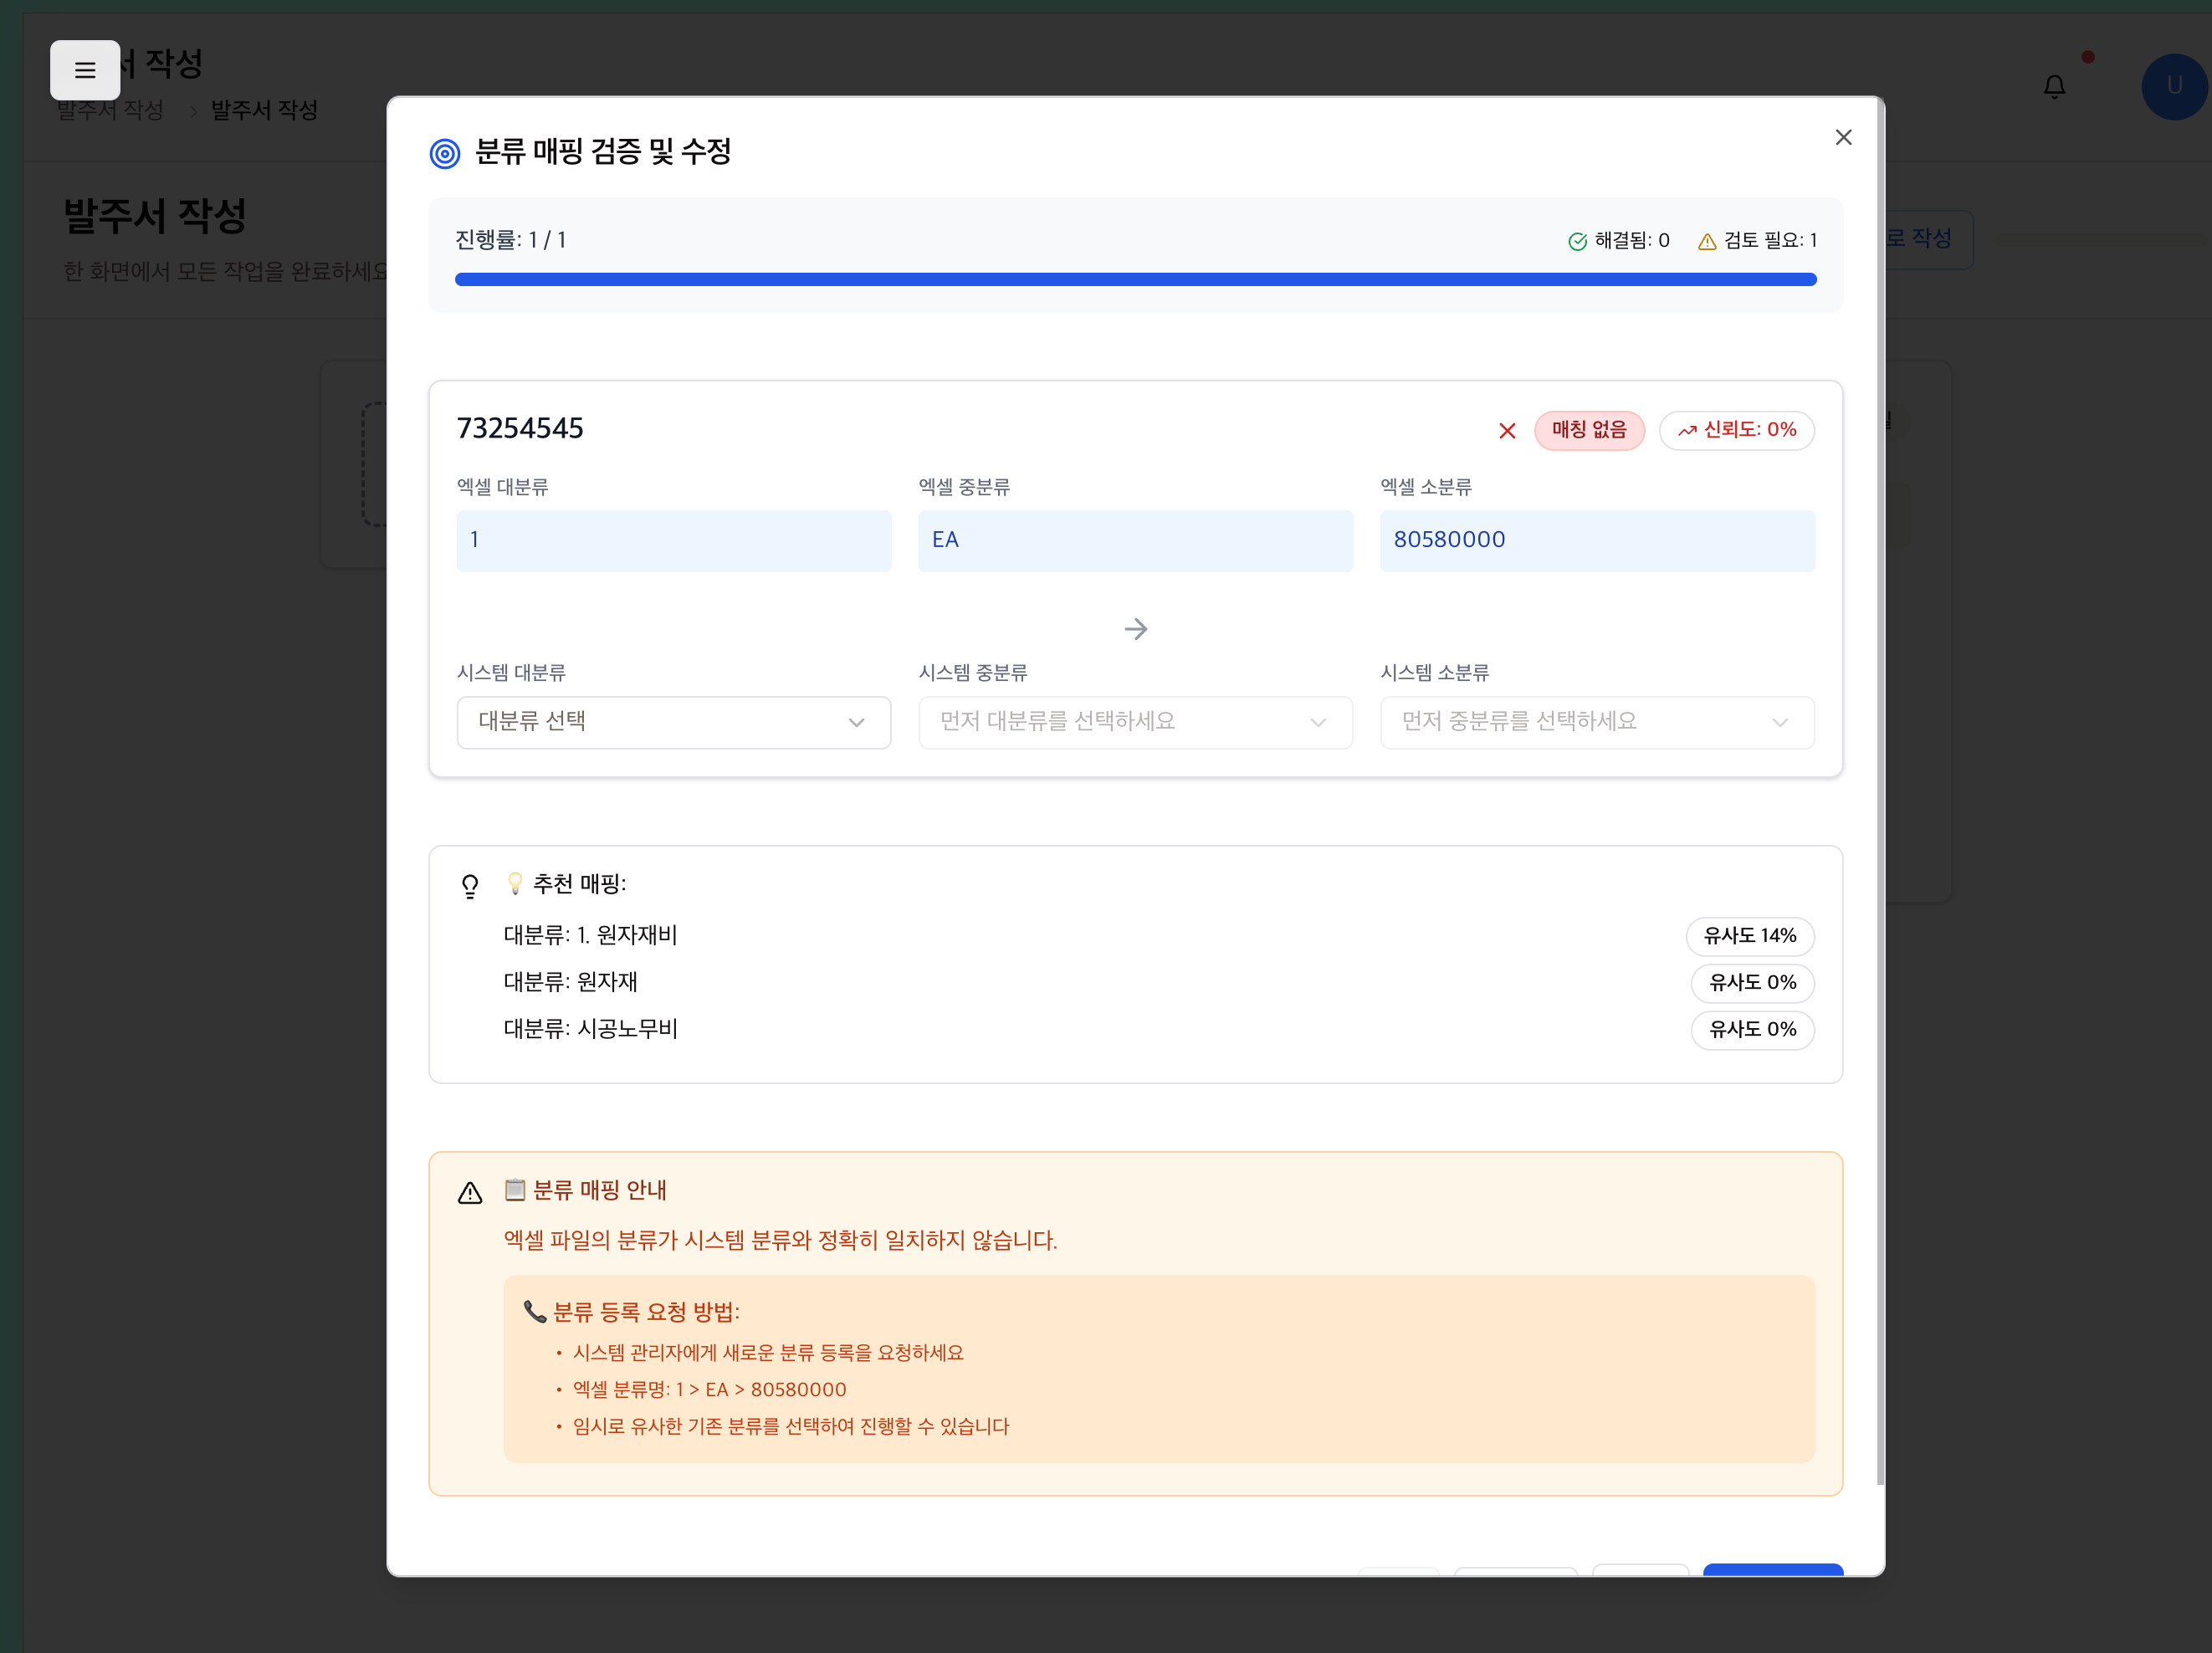 서 작성
발주서 작성 > 발주서 작성
U
발주서 작성
한 화면에서 모든 작업을 완료하세요
로 작성
분류 매핑 검증 및 수정
진행률: 1 / 1
해결됨: 0
검토 필요: 1
73254545
매칭 없음
신뢰도: 0%
엑셀 대분류
엑셀 중분류
엑셀 소분류
1
EA
80580000
시스템 대분류
시스템 중분류
시스템 소분류
대분류 선택
먼저 대분류를 선택하세요
먼저 중분류를 선택하세요
💡 추천 매핑:
대분류: 1. 원자재비
유사도 14%
대분류: 원자재
유사도 0%
대분류: 시공노무비
유사도 0%
📋 분류 매핑 안내
엑셀 파일의 분류가 시스템 분류와 정확히 일치하지 않습니다.
📞 분류 등록 요청 방법:
• 시스템 관리자에게 새로운 분류 등록을 요청하세요
• 엑셀 분류명: 1 > EA > 80580000
• 임시로 유사한 기존 분류를 선택하여 진행할 수 있습니다